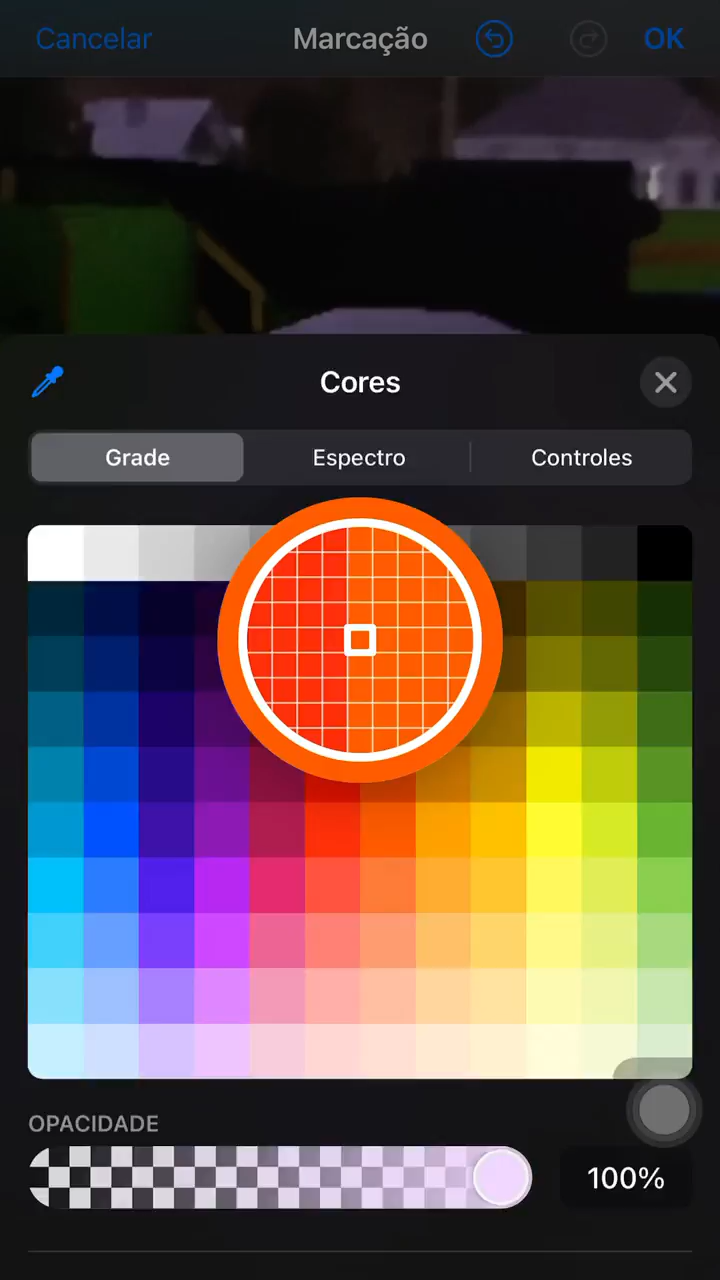 Cancelar Marcação OK
Cores
Grade Espectro Controles
OPACIDADE
100%